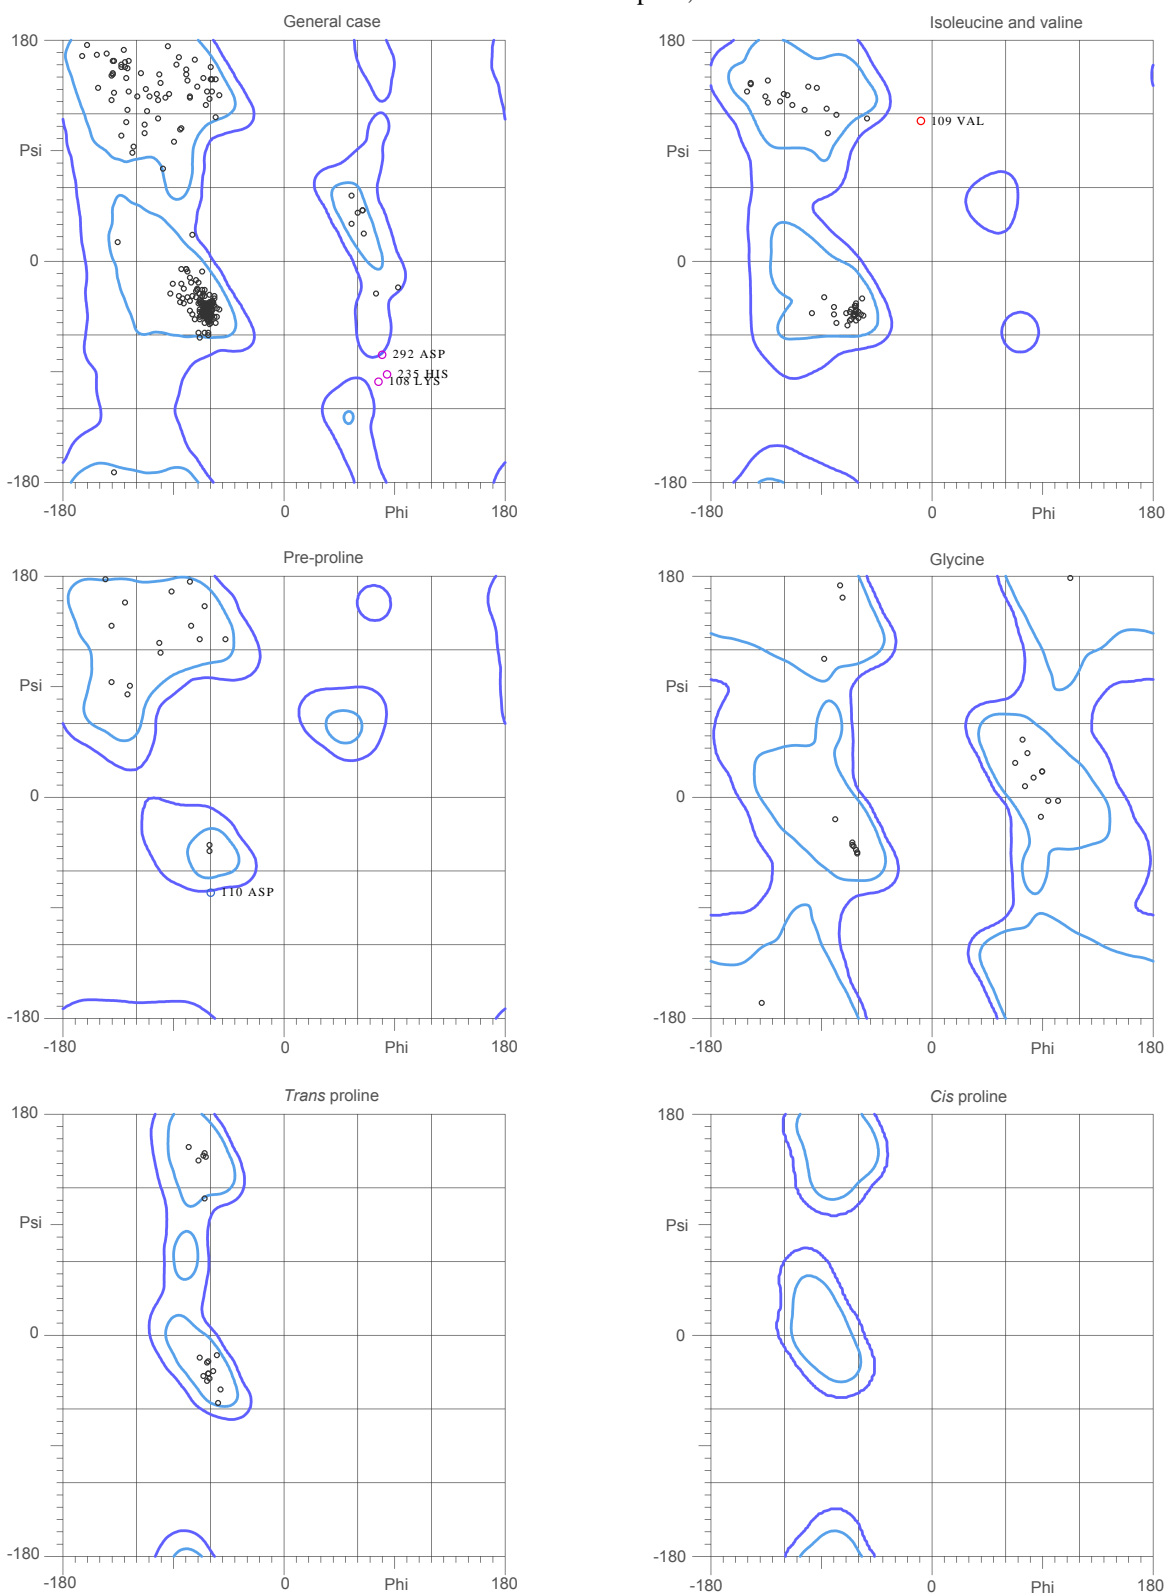 General case
180
Psi
0
-180
-180
0
Phi
180
292 ASP
235 HIS
108 LYS
Isoleucine and valine
180
Psi
0
-180
-180
0
Phi
180
109 VAL
Pre-proline
180
Psi
0
-180
-180
0
Phi
180
110 ASP
Glycine
180
Psi
0
-180
-180
0
Phi
180
Trans proline
180
Psi
0
-180
-180
0
Phi
180
Cis proline
180
Psi
0
-180
-180
0
Phi
180